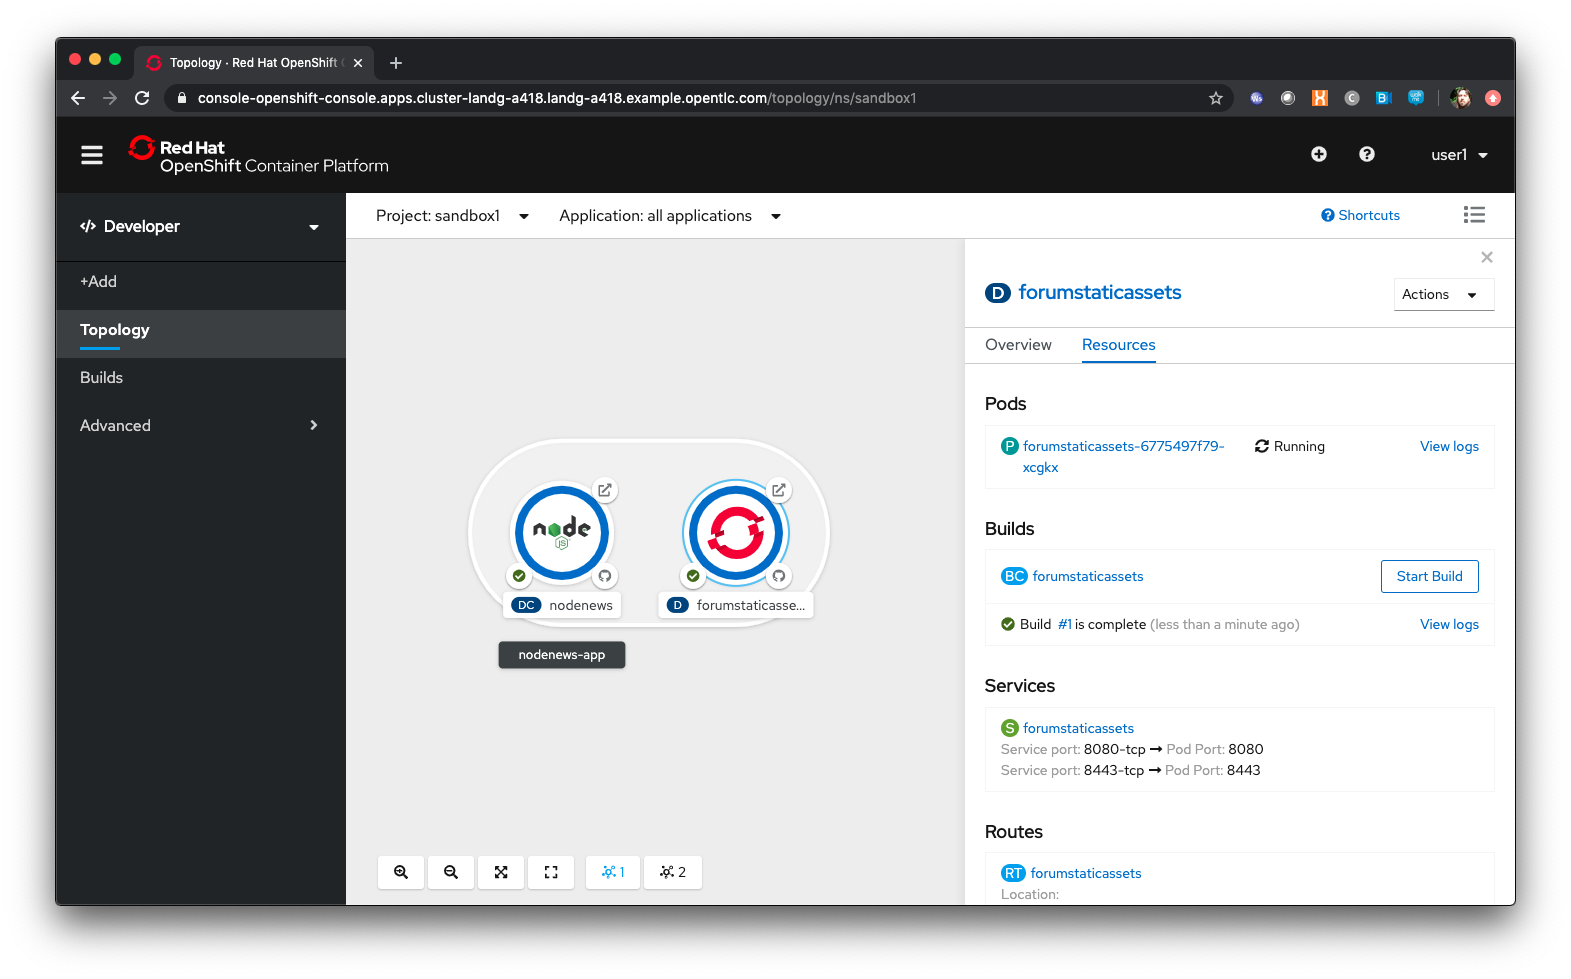 Topology · Red Hat OpenShift
console-openshift-console.apps.cluster-landg-a418.landg-a418.example.opentlc.com/topology/ns/sandbox1
Red Hat
OpenShift Container Platform
user1
Developer
Project: sandbox1
Application: all applications
Shortcuts
+Add
Topology
Builds
Advanced
node
JS
DC nodenews
D forumstaticasse...
nodenews-app
1
2
D forumstaticassets
Actions
Overview
Resources
Pods
P forumstaticassets-6775497f79-
xcgkx
Running
View logs
Builds
BC forumstaticassets
Start Build
Build #1 is complete (less than a minute ago)
View logs
Services
S forumstaticassets
Service port: 8080-tcp → Pod Port: 8080
Service port: 8443-tcp → Pod Port: 8443
Routes
RT forumstaticassets
Location: